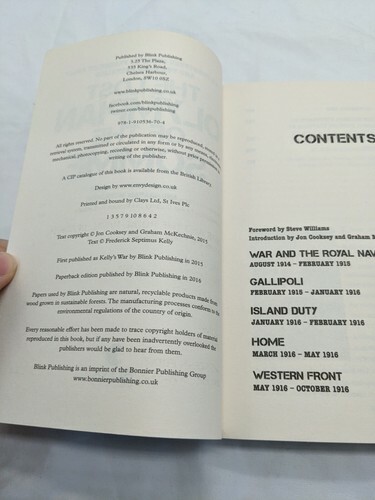 Published by Blink Publishing
3.25 The Plaza,
535 King's Road,
Chelsea Harbour,
London, SW10 0SZ
www.blinkpublishing.co.uk
facebook.com/blinkpublishing
twitter.com/blinkpublishing
978-1-910536-70-4
All rights reserved. No part of the publication may be reproduced, stored in a
retrieval system, transmitted or circulated in any form or by any means, electronic,
mechanical, photocopying, recording or otherwise, without prior permission in
writing of the publisher.
A CIP catalogue of this book is available from the British Library
Design by www.envydesign.co.uk
Printed and bound by Clays Ltd, St Ives Plc
1 3 5 7 9 10 8 6 4 2
Text copyright © Jon Cooksey and Graham McKechnie, 2015
Text © Frederick Septimus Kelly
First published as Kelly's War by Blink Publishing in 2015
Paperback edition published by Blink Publishing in 2016
Papers used by Blink Publishing are natural, recyclable products made from
wood grown in sustainable forests. The manufacturing processes conform to the
environmental regulations of the country of origin.
Every reasonable effort has been made to trace copyright holders of material
reproduced in this book, but if any have been inadvertently overlooked the
publishers would be glad to hear from them.
Blink Publishing is an imprint of the Bonnier Publishing Group
www.bonnierpublishing.co.uk
CONTENTS
Foreword by Steve Williams
Introduction by Jon Cooksey and Graham
WAR AND THE ROYAL NAV
AUGUST 1914 – FEBRUARY 1915
GALLIPOLI
FEBRUARY 1915 – JANUARY 1916
ISLAND DUTY
JANUARY 1916 – FEBRUARY 1916
HOME
MARCH 1916 – MAY 1916
WESTERN FRONT
MAY 1916 – OCTOBER 1916